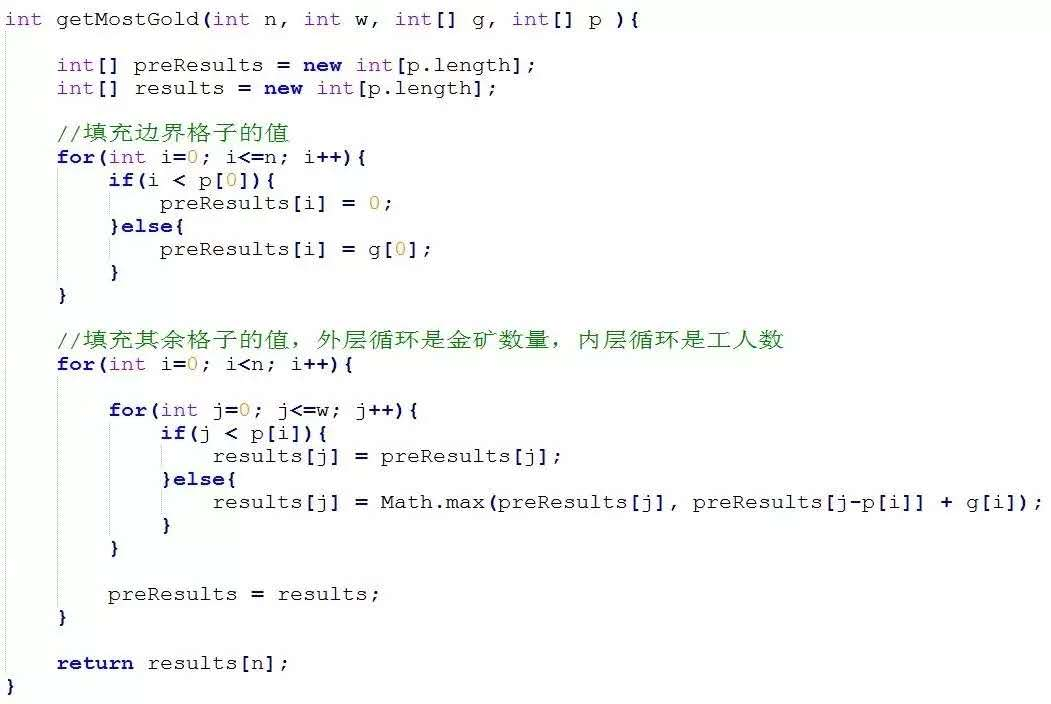 int getMostGold(int n, int w, int[] g, int[] p ){
int[] preResults = new int[p.length];
int[] results = new int[p.length];
//填充边界格子的值
for(int i=0; i<=n; i++){
if(i < p[0]){
preResults[i] = 0;
}else{
preResults[i] = g[0];
}
}
//填充其余格子的值，外层循环是金矿数量，内层循环是工人数
for(int i=0; i<n; i++){
for(int j=0; j<=w; j++){
if(j < p[i]){
results[j] = preResults[j];
}else{
results[j] = Math.max(preResults[j], preResults[j-p[i]] + g[i]);
}
}
preResults = results;
}
return results[n];
}